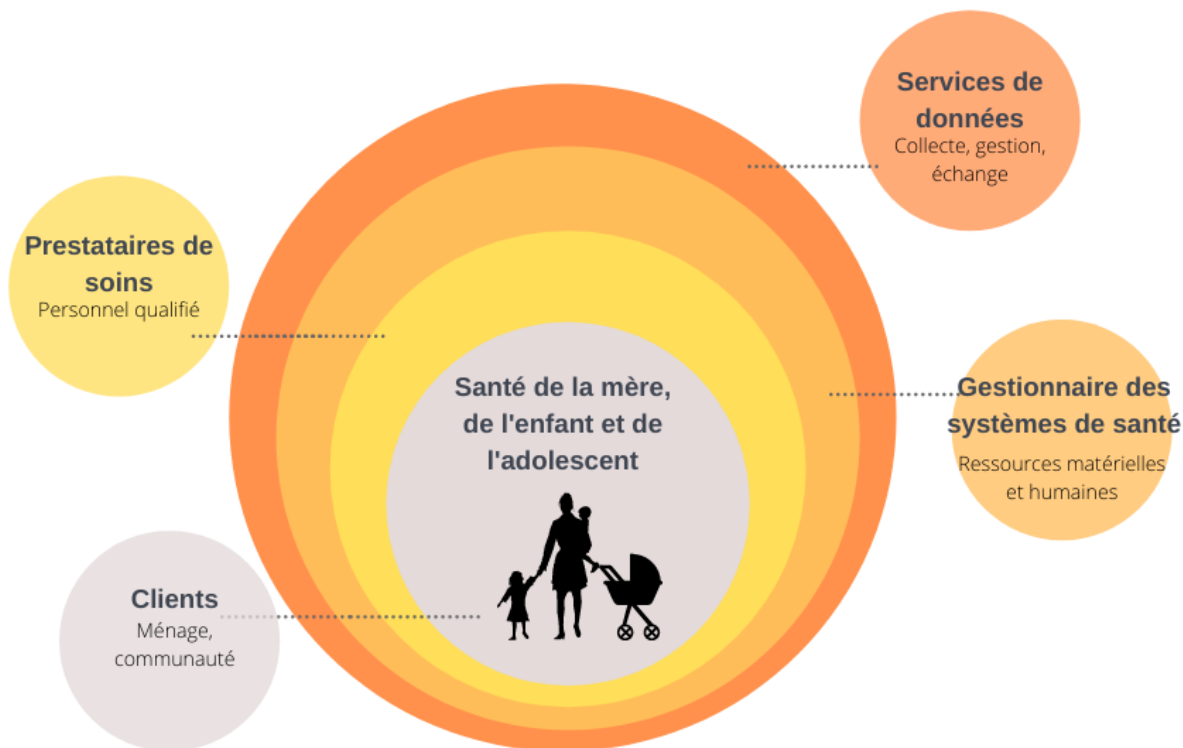 Services de
données
Collecte, gestion,
échange
Prestataires de
soins
Personnel qualifié
Santé de la mère,
de l'enfant et de
l'adolescent
Gestionnaire des
systèmes de santé
Ressources matérielles
et humaines
Clients
Ménage,
communauté